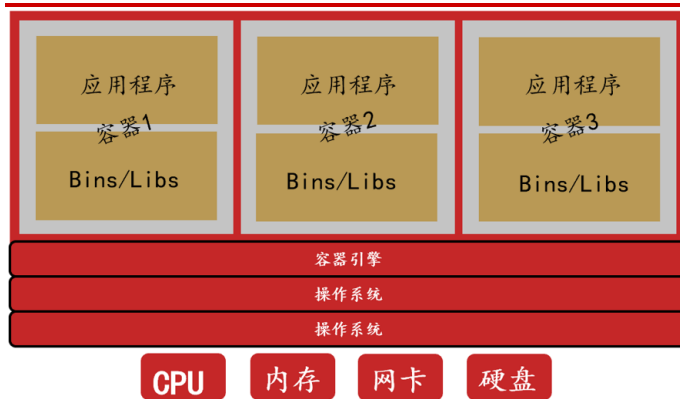 应用程序 应用程序 应用程序
容器1 容器2 容器3
Bins/Libs Bins/Libs Bins/Libs
容器引擎
操作系统
操作系统
CPU 内存 网卡 硬盘